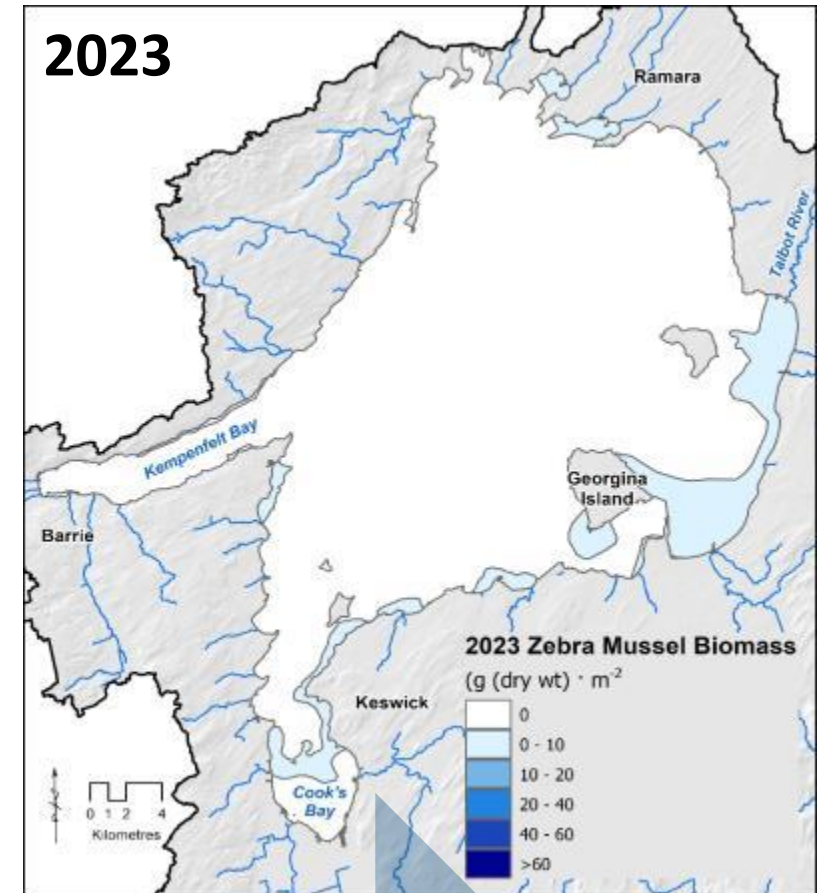 2023
Ramara
Talbot River
Kempenfelt Bay
Georgina
Island
Barrie
2023 Zebra Mussel Biomass
(g (dry wt) · m-2
Keswick
0
0 - 10
10 - 20
20 - 40
40 - 60
>60
Cook's
Bay
0 1 2 4
Kilometres